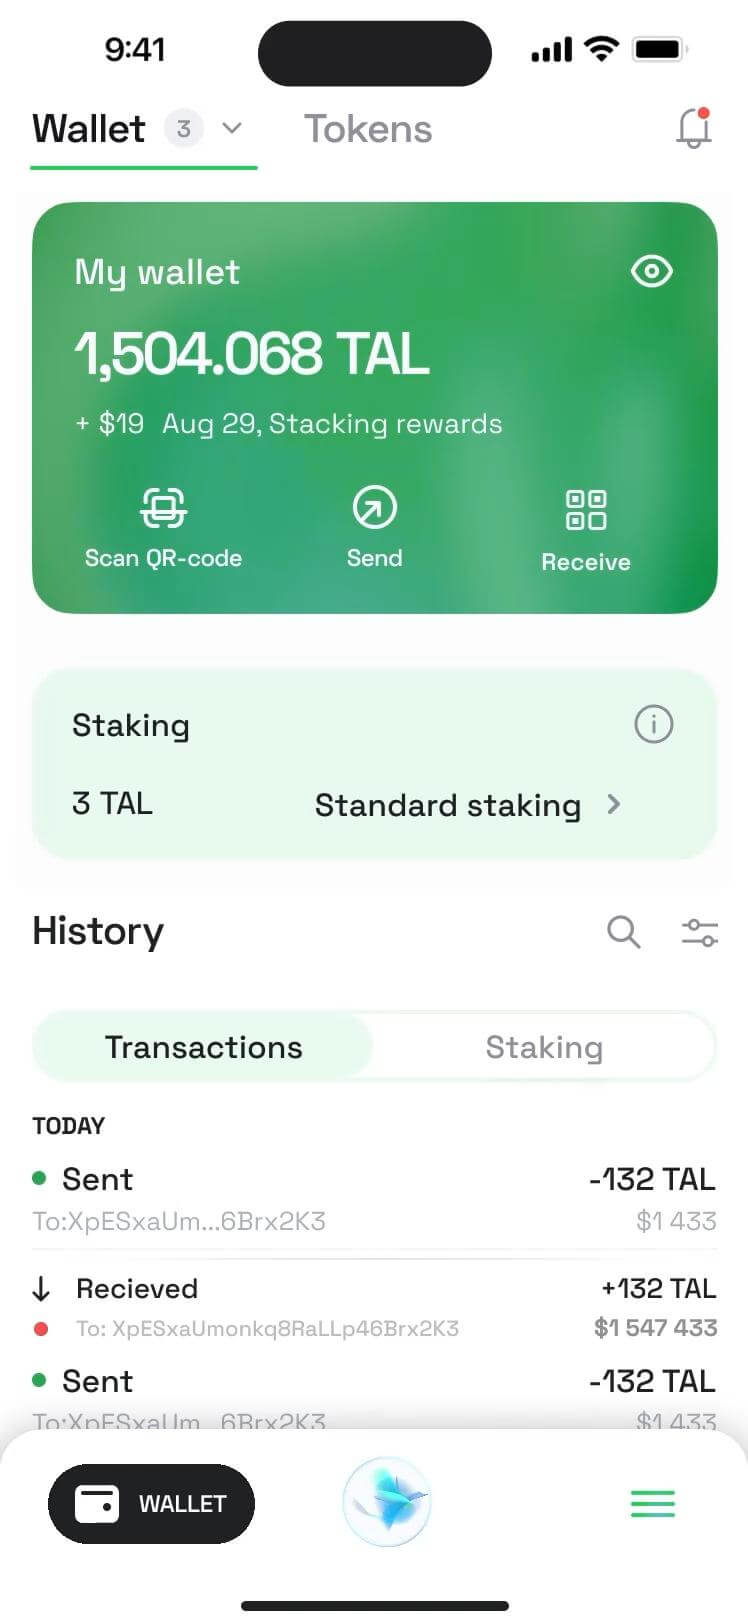 9:41
Wallet 3 Tokens
My wallet
1,504.068 TAL
+ $19 Aug 29, Stacking rewards
Scan QR-code Send Receive
Staking
3 TAL Standard staking
History
Transactions Staking
TODAY
Sent -132 TAL
To:XpESxaUm...6Brx2K3 $1 433
Recieved +132 TAL
To: XpESxaUmonkq8RaLLp46Brx2K3 $1 547 433
Sent -132 TAL
To:XpESxaUm...6Brx2K3 $1 433
WALLET